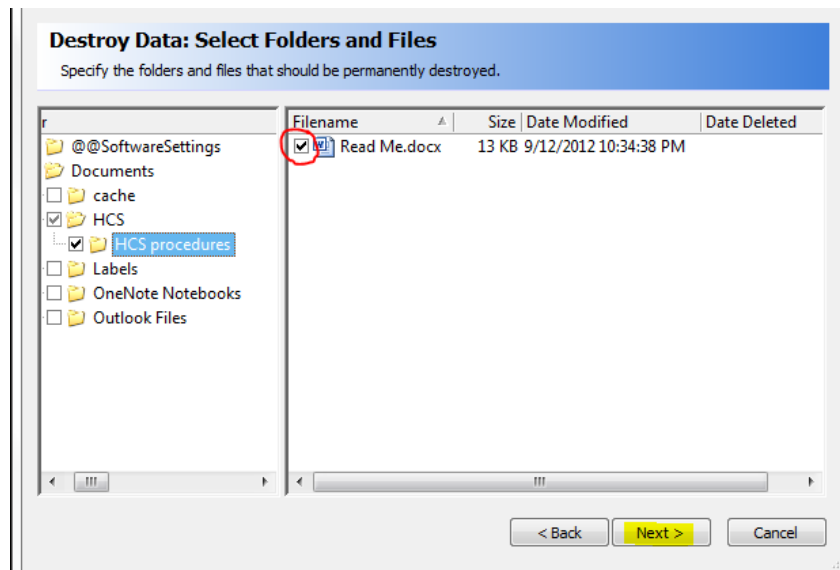 Destroy Data: Select Folders and Files
Specify the folders and files that should be permanently destroyed.
r
@@SoftwareSettings
Documents
cache
HCS
HCS procedures
Labels
OneNote Notebooks
Outlook Files
Filename Size Date Modified Date Deleted
Read Me.docx 13 KB 9/12/2012 10:34:38 PM
< Back Next > Cancel